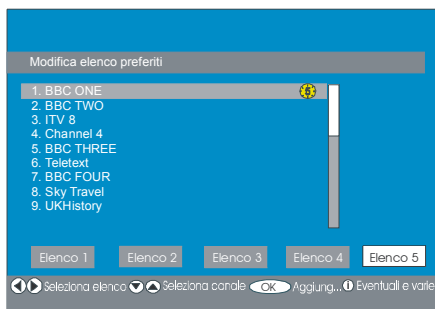 Modifica elenco preferiti
1. BBC ONE 5
2. BBC TWO
3. ITV 8
4. Channel 4
5. BBC THREE
6. Teletext
7. BBC FOUR
8. Sky Travel
9. UKHistory
Elenco 1 Elenco 2 Elenco 3 Elenco 4 Elenco 5
Seleziona elenco Seleziona canale OK Aggiung... i Eventuali e varie